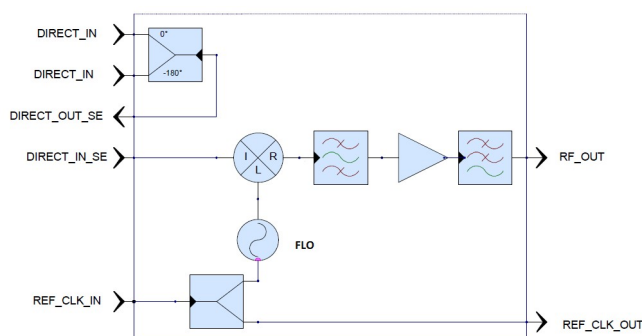 DIRECT_IN
0°
DIRECT_IN
-180°
DIRECT_OUT_SE
DIRECT_IN_SE
I
R
L
RF_OUT
FLO
REF_CLK_IN
REF_CLK_OUT